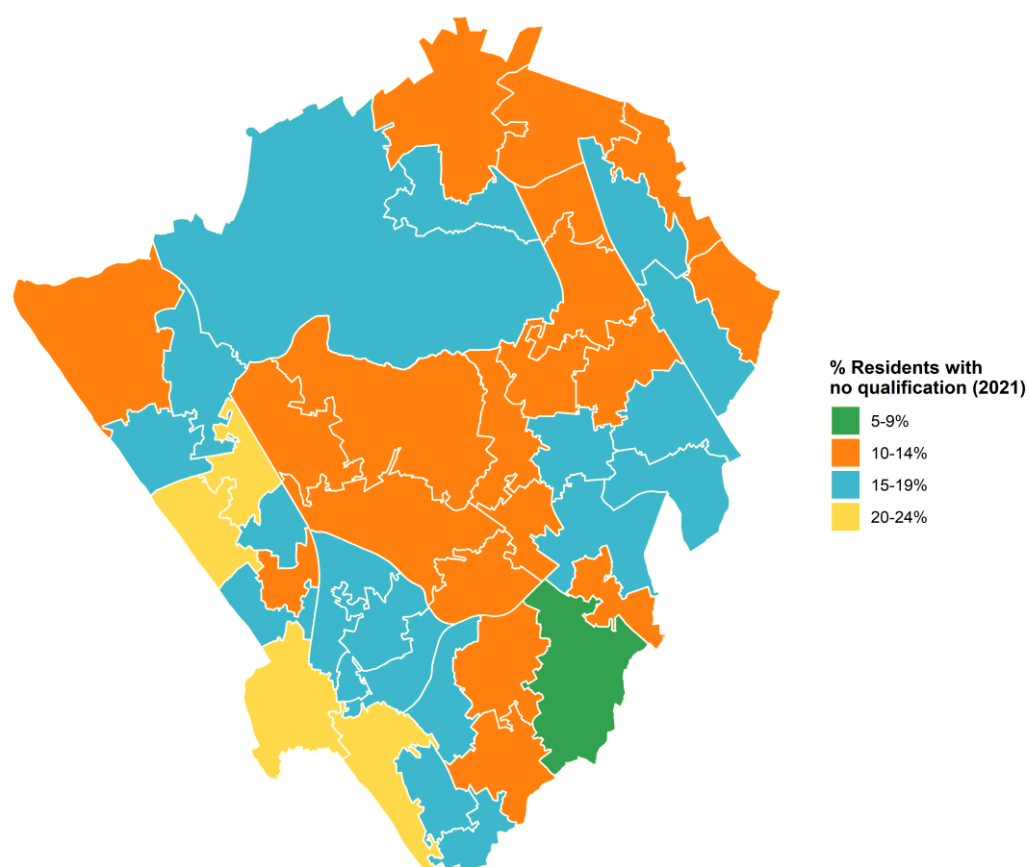 % Residents with
no qualification (2021)
5-9%
10-14%
15-19%
20-24%